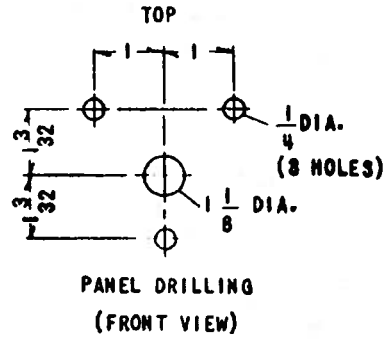 TOP
1 1
1 3/32
1/4 DIA.
(3 HOLES)
1 3/32
1 1/8 DIA.
PANEL DRILLING
(FRONT VIEW)